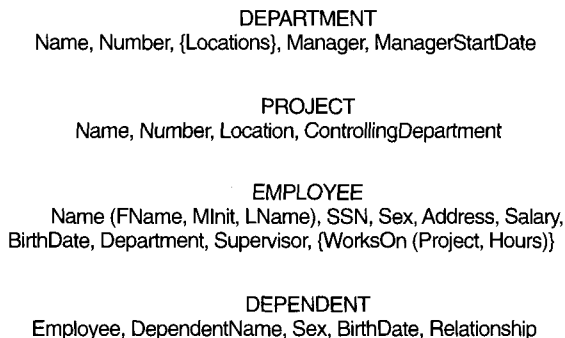 DEPARTMENT
Name, Number, {Locations}, Manager, ManagerStartDate
PROJECT
Name, Number, Location, ControllingDepartment
EMPLOYEE
Name (FName, MInit, LName), SSN, Sex, Address, Salary,
BirthDate, Department, Supervisor, {WorksOn (Project, Hours)}
DEPENDENT
Employee, DependentName, Sex, BirthDate, Relationship